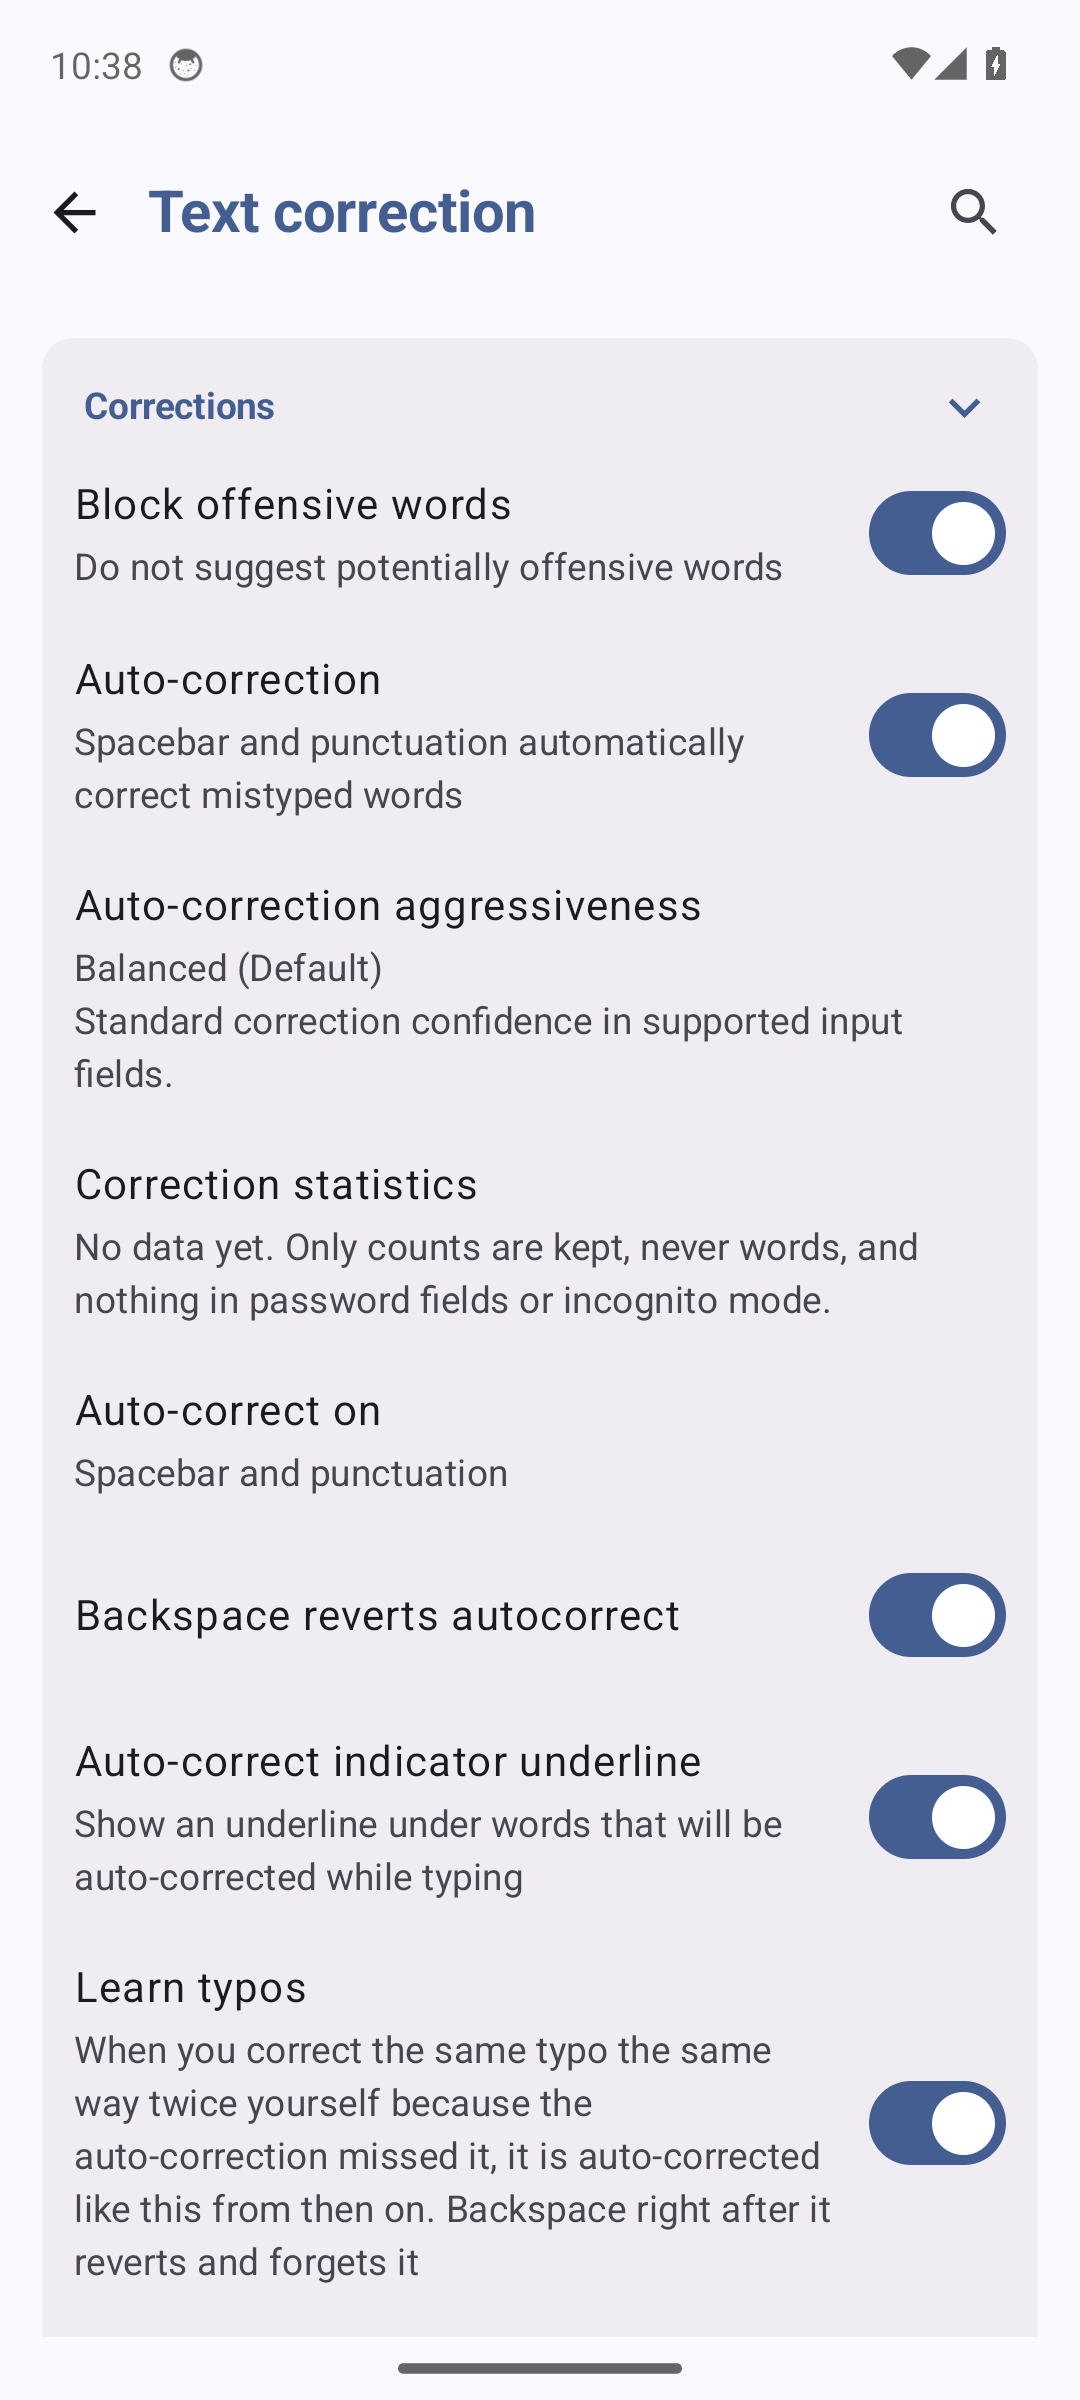 10:38
Text correction
Corrections
Block offensive words
Do not suggest potentially offensive words
Auto-correction
Spacebar and punctuation automatically
correct mistyped words
Auto-correction aggressiveness
Balanced (Default)
Standard correction confidence in supported input
fields.
Correction statistics
No data yet. Only counts are kept, never words, and
nothing in password fields or incognito mode.
Auto-correct on
Spacebar and punctuation
Backspace reverts autocorrect
Auto-correct indicator underline
Show an underline under words that will be
auto-corrected while typing
Learn typos
When you correct the same typo the same
way twice yourself because the
auto-correction missed it, it is auto-corrected
like this from then on. Backspace right after it
reverts and forgets it